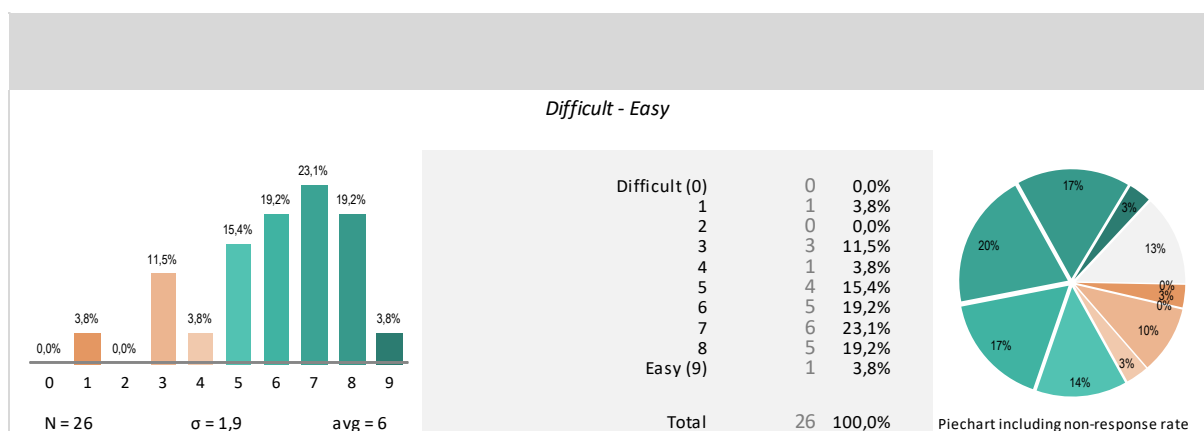 Difficult - Easy
0,0%
3,8%
0,0%
11,5%
3,8%
15,4%
19,2%
23,1%
19,2%
3,8%
0 1 2 3 4 5 6 7 8 9
N = 26 σ = 1,9 avg = 6
Difficult (0) 0 0,0%
1 1 3,8%
2 0 0,0%
3 3 11,5%
4 1 3,8%
5 4 15,4%
6 5 19,2%
7 6 23,1%
8 5 19,2%
Easy (9) 1 3,8%
Total 26 100,0%
17%
3%
13%
0%
3%
0%
10%
3%
14%
17%
20%
Piechart including non-response rate